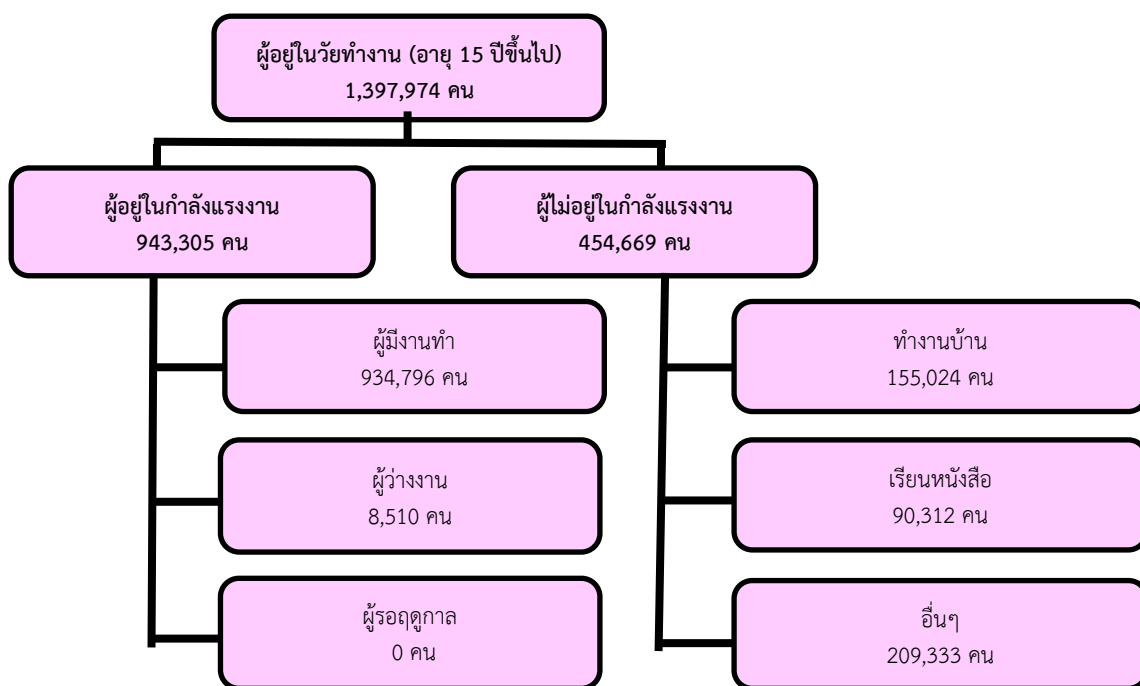 ผู้อยู่ในวัยทำงาน (อายุ 15 ปีขึ้นไป)
1,397,974 คน
ผู้อยู่ในกำลังแรงงาน
943,305 คน
ผู้ไม่อยู่ในกำลังแรงงาน
454,669 คน
ผู้มีงานทำ
934,796 คน
ทำงานบ้าน
155,024 คน
ผู้ว่างงาน
8,510 คน
เรียนหนังสือ
90,312 คน
ผู้รอฤดูกาล
0 คน
อื่นๆ
209,333 คน